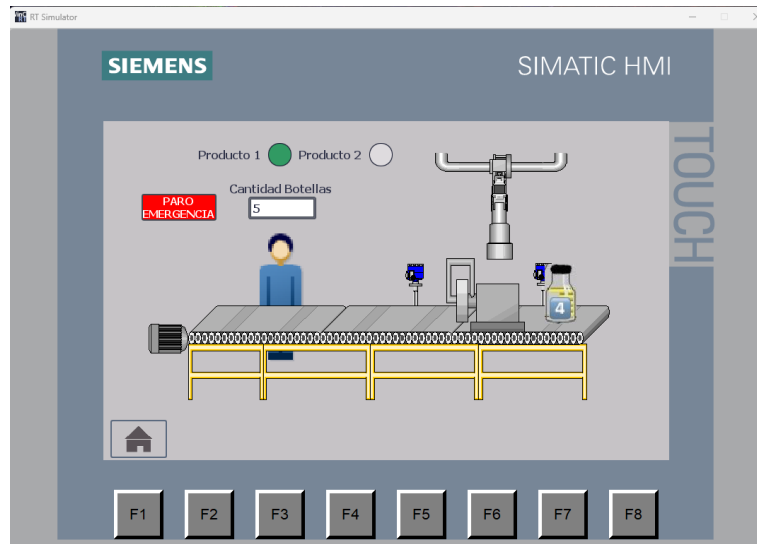 RT Simulator
SIEMENS
SIMATIC HMI
TOUCH
Producto 1
Producto 2
Cantidad Botellas
PARO
EMERGENCIA
5
4
F1
F2
F3
F4
F5
F6
F7
F8